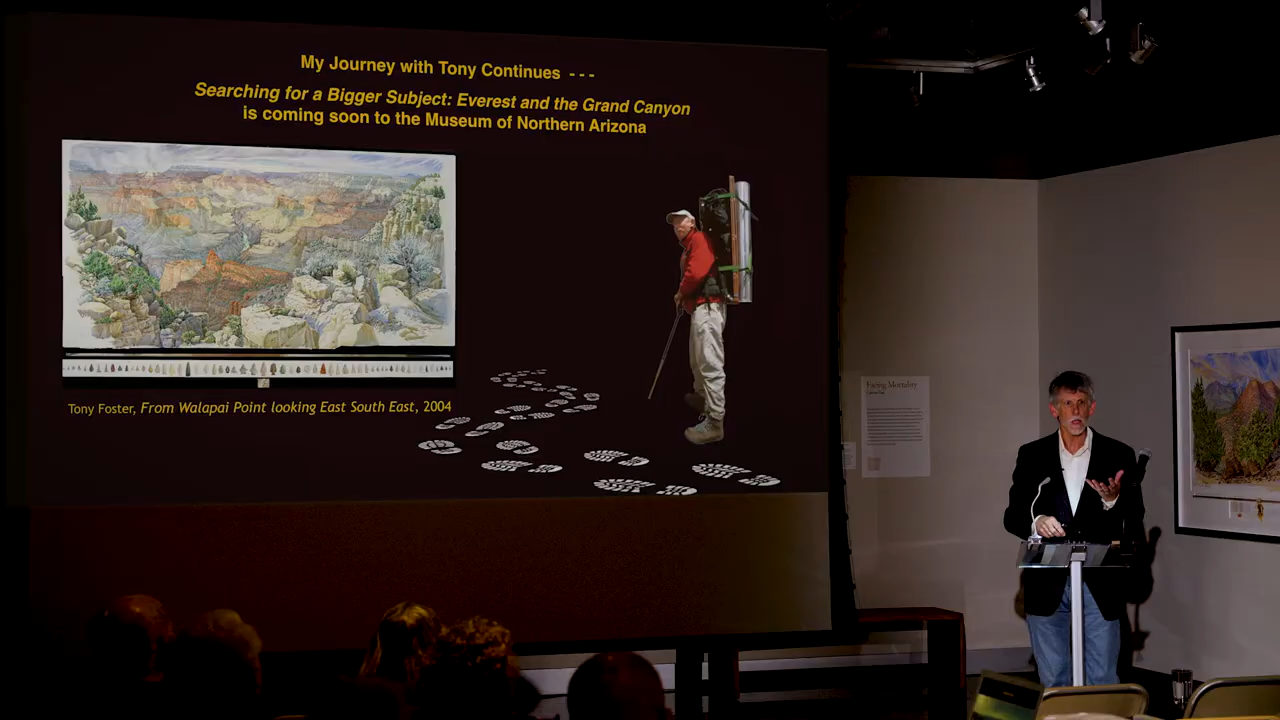 My Journey with Tony Continues - - -
Searching for a Bigger Subject: Everest and the Grand Canyon
is coming soon to the Museum of Northern Arizona
Tony Foster, From Walapai Point looking East South East, 2004
Facing Mortality